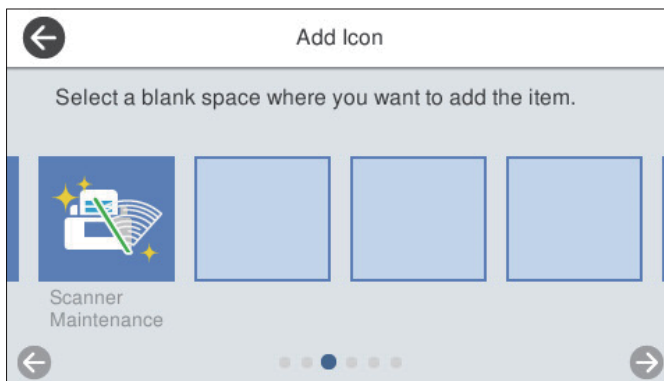 Add Icon
Select a blank space where you want to add the item.
Scanner
Maintenance